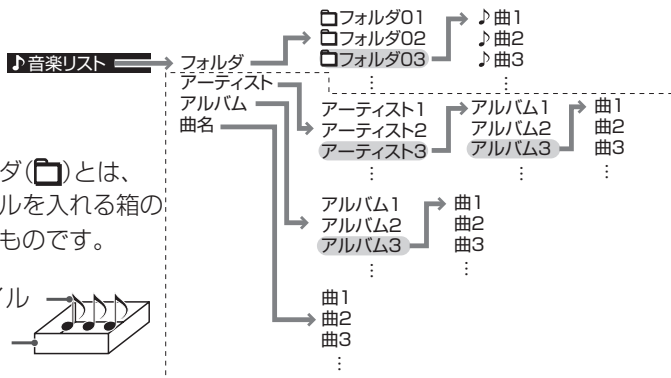 ♪音楽リスト
フォルダ
アーティスト
アルバム
曲名
フォルダ01
フォルダ02
フォルダ03
⋮
♪曲1
♪曲2
♪曲3
⋮
アーティスト1
アーティスト2
アーティスト3
⋮
アルバム1
アルバム2
アルバム3
⋮
曲1
曲2
曲3
⋮
アルバム1
アルバム2
アルバム3
⋮
曲1
曲2
曲3
⋮
曲1
曲2
曲3
⋮
ダ()とは、
ルを入れる箱の
ものです。
イル